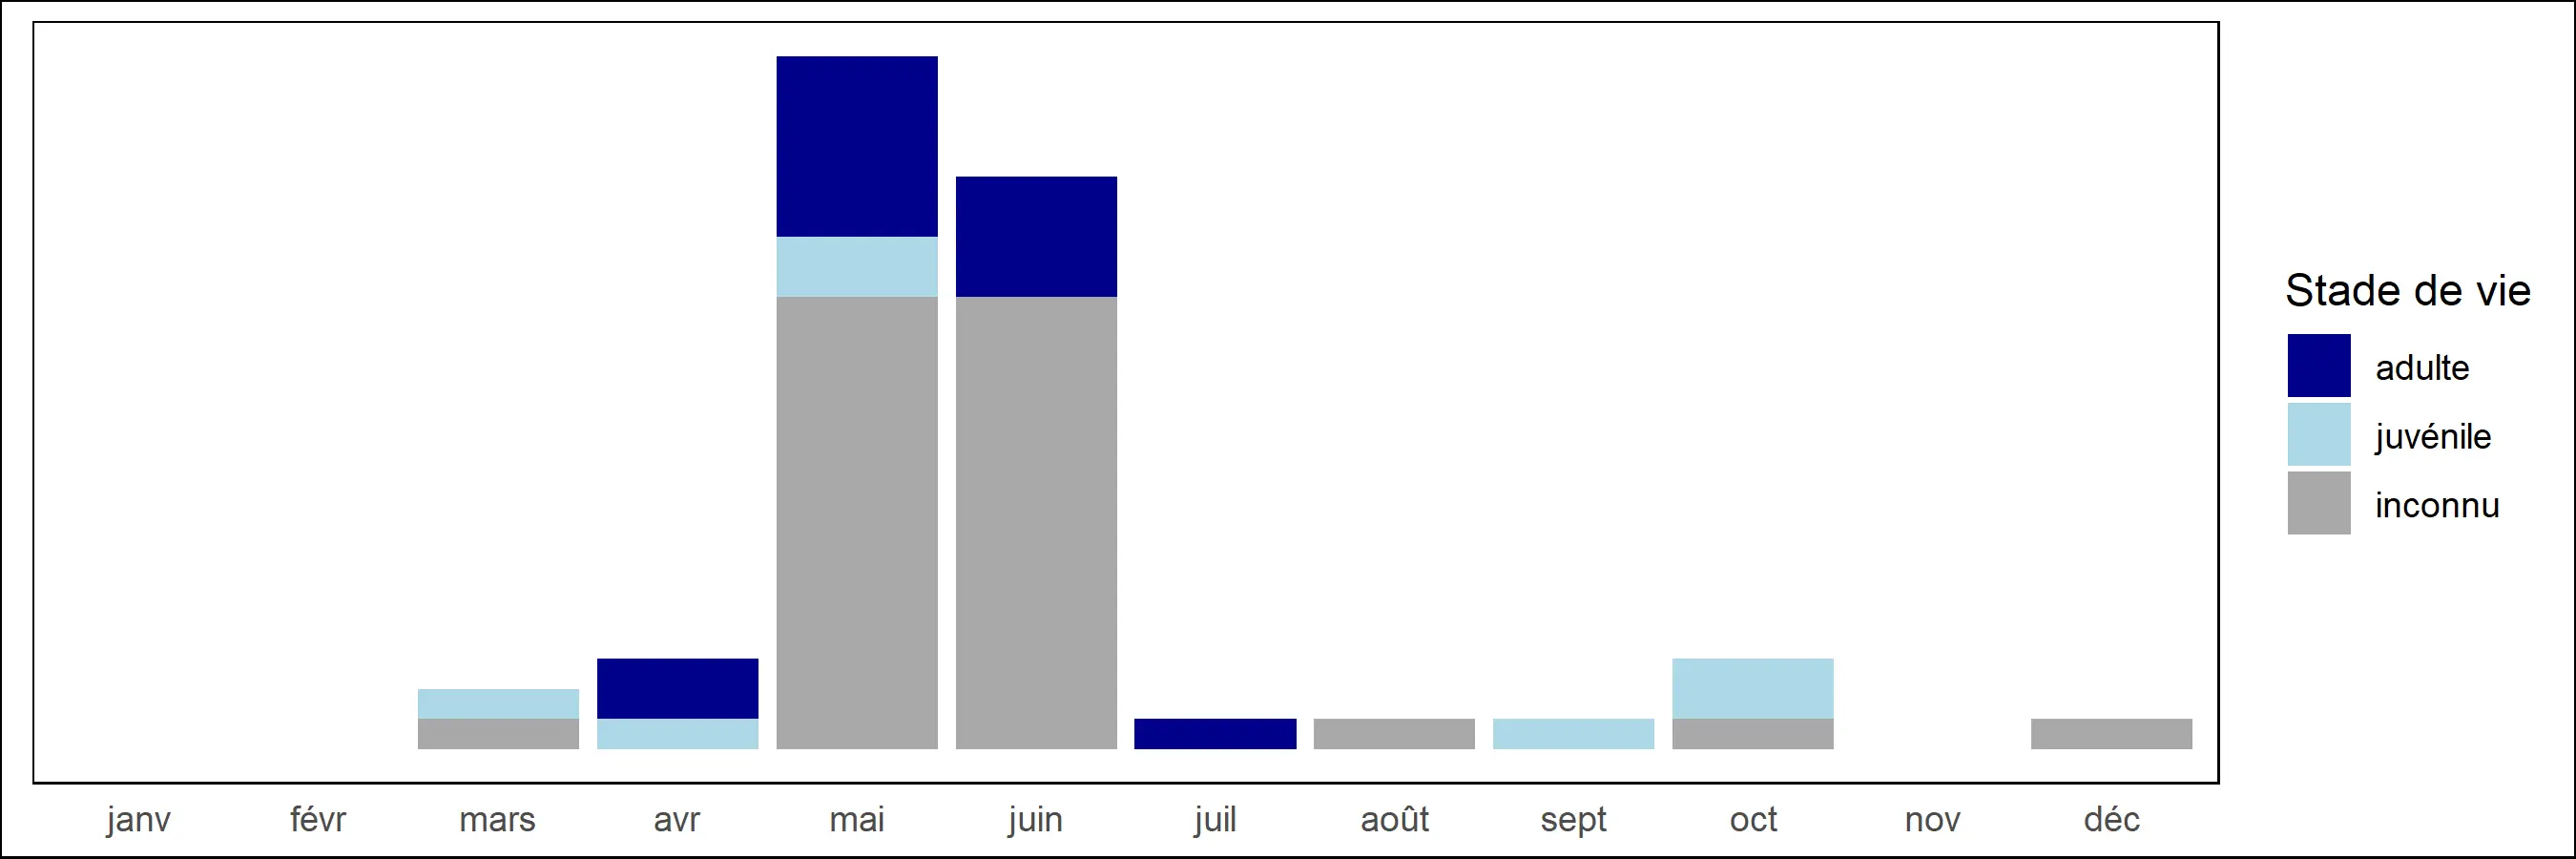 Stade de vie
adulte
juvénile
inconnu
janv févr mars avr mai juin juil août sept oct nov déc